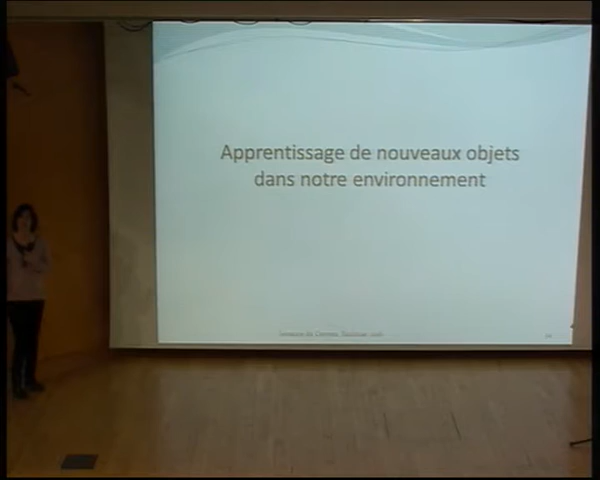 Apprentissage de nouveaux objets
dans notre environnement